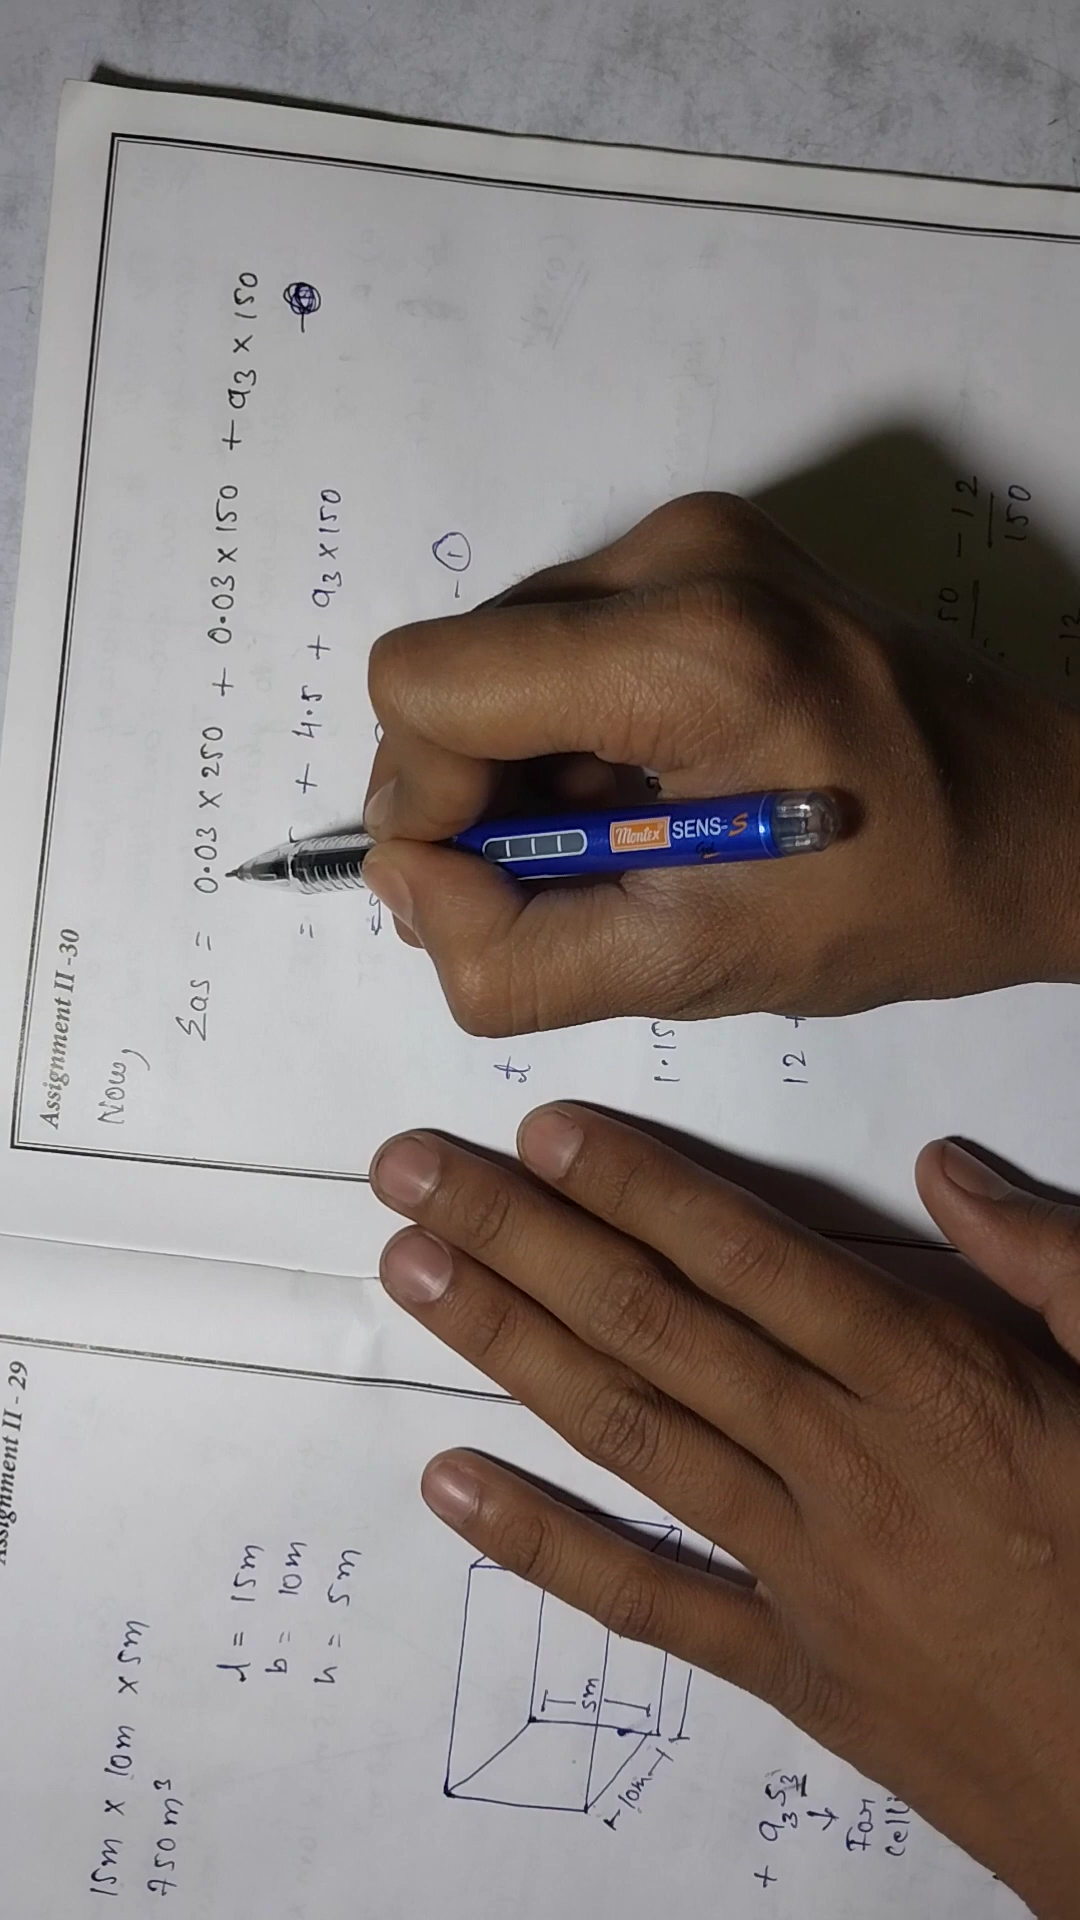 Assignment II - 29
15m × 10m × 5m
750 m³
l = 15m
b = 10m
h = 5m
5m
10m
+ a₃S₃
↓
For
Assignment II -30
Now,
Σas = 0.03 × 250 + 0.03 × 150 + a₃ × 150
= + 4.5 + a₃ × 150
- ①
1.15
12 +
50 - 12
150
- 12
Montex SENS-S
Gel